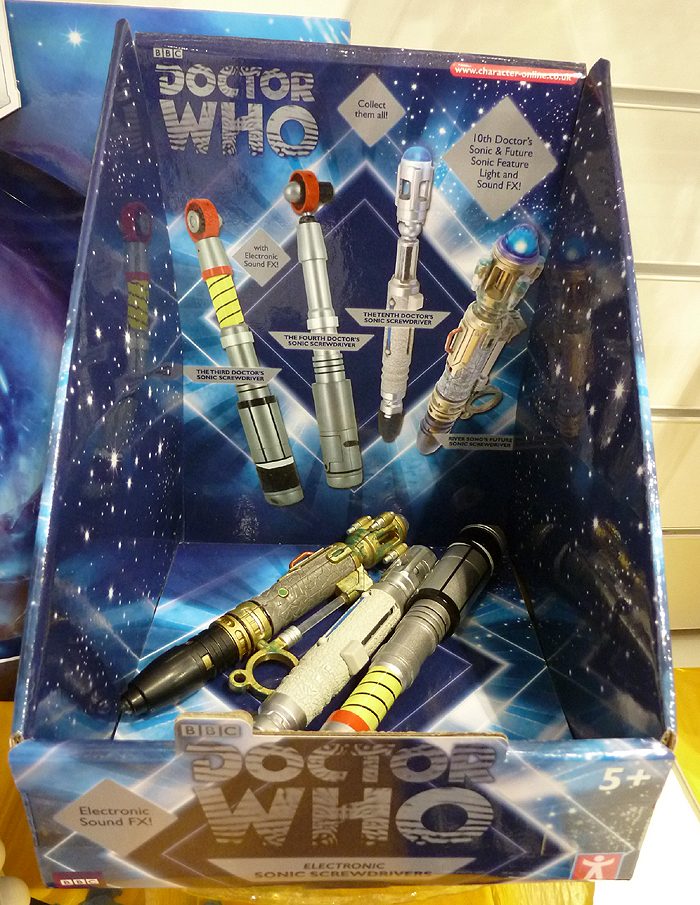 BBC
DOCTOR
WHO
www.character-online.co.uk
Collect
them all!
10th Doctor's
Sonic & Future
Sonic Feature
Light and
Sound FX!
with
Electronic
Sound FX!
THE TENTH DOCTOR'S
SONIC SCREWDRIVER
THE FOURTH DOCTOR'S
SONIC SCREWDRIVER
THE THIRD DOCTOR'S
SONIC SCREWDRIVER
RIVER SONG'S FUTURE
SONIC SCREWDRIVER
BBC
DOCTOR
WHO
5+
Electronic
Sound FX!
ELECTRONIC
SONIC SCREWDRIVERS
BBC